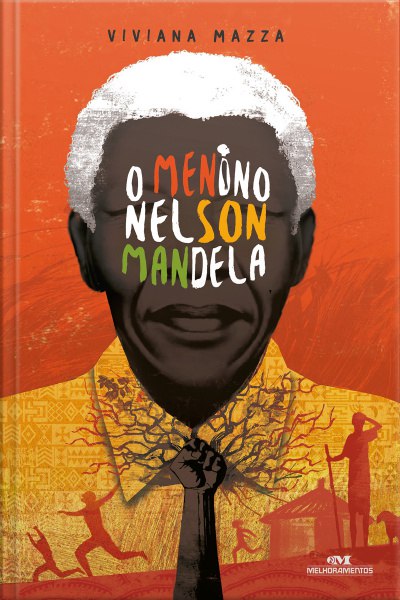 VIVIANA MAZZA
O MENINO
NELSON
MANDELA
M
MELHORAMENTOS